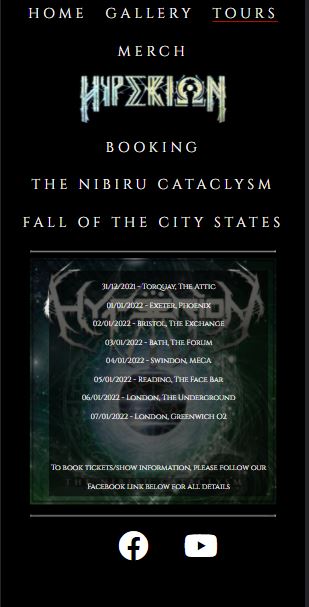 HOME GALLERY TOURS
MERCH
HYPERION
BOOKING
THE NIBIRU CATACLYSM
FALL OF THE CITY STATES
31/12/2021 - Torquay, The Attic
01/01/2022 - Exeter, Phoenix
02/01/2022 - Bristol, The Exchange
03/01/2022 - Bath, The Forum
04/01/2022 - Swindon, MECA
05/01/2022 - Reading, The Face Bar
06/01/2022 - London, The Underground
07/01/2022 - London, Greenwich O2
To book tickets/show information, please follow our
Facebook link below for all details
THE NIBIRU CATACLYSM